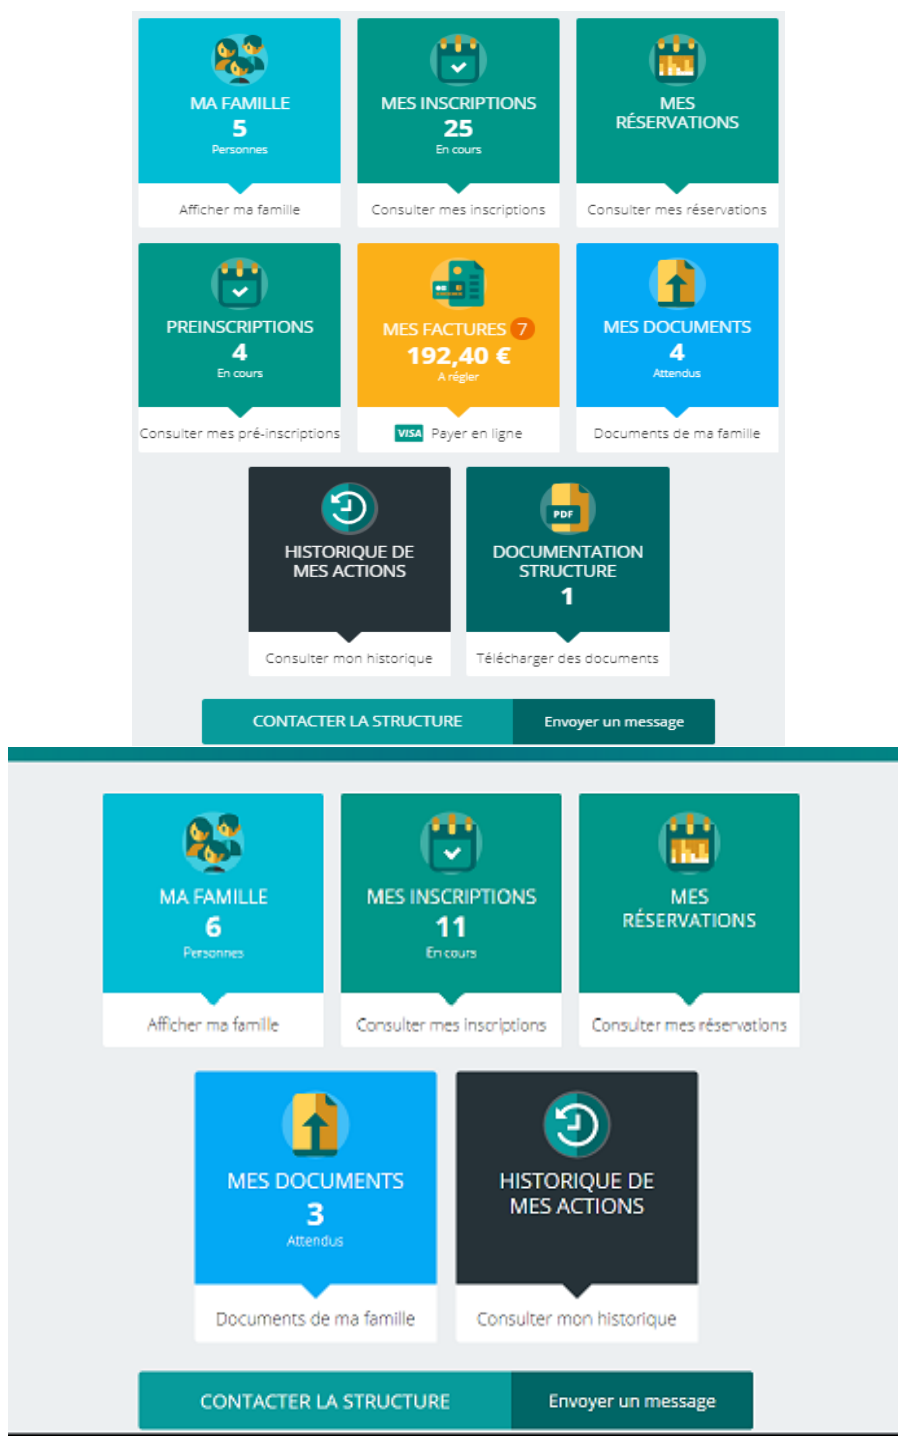 MA FAMILLE
5
Personnes
Afficher ma famille
MES INSCRIPTIONS
25
En cours
Consulter mes inscriptions
MES
RÉSERVATIONS
Consulter mes réservations
PREINSCRIPTIONS
4
En cours
Consulter mes pré-inscriptions
MES FACTURES 7
192,40 €
A régler
VISA Payer en ligne
MES DOCUMENTS
4
Attendus
Documents de ma famille
HISTORIQUE DE
MES ACTIONS
Consulter mon historique
PDF
DOCUMENTATION
STRUCTURE
1
Télécharger des documents
CONTACTER LA STRUCTURE Envoyer un message
MA FAMILLE
6
Personnes
Afficher ma famille
MES INSCRIPTIONS
11
En cours
Consulter mes inscriptions
MES
RÉSERVATIONS
Consulter mes réservations
MES DOCUMENTS
3
Attendus
Documents de ma famille
HISTORIQUE DE
MES ACTIONS
Consulter mon historique
CONTACTER LA STRUCTURE Envoyer un message